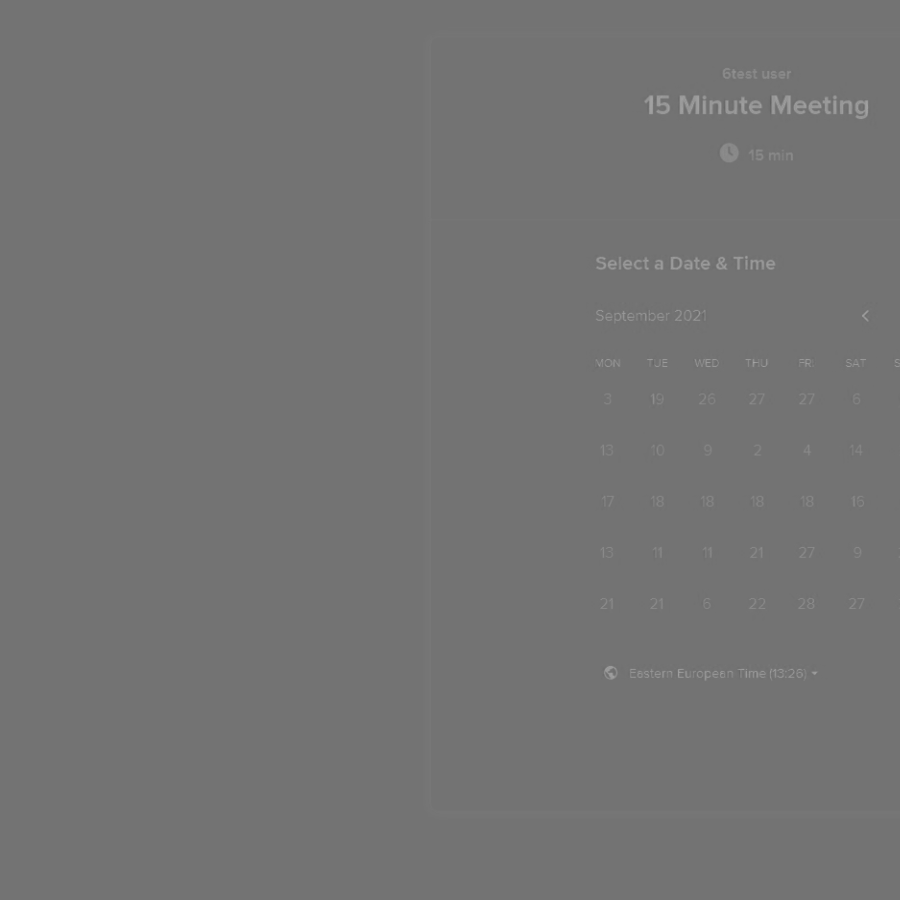 6test user
15 Minute Meeting
15 min
Select a Date & Time
September 2021
MON TUE WED THU FRI SAT
3 19 26 27 27 6
13 10 9 2 4 14
17 18 18 18 18 16
13 11 11 21 27 9
21 21 6 22 28 27
Eastern European Time (13:26)